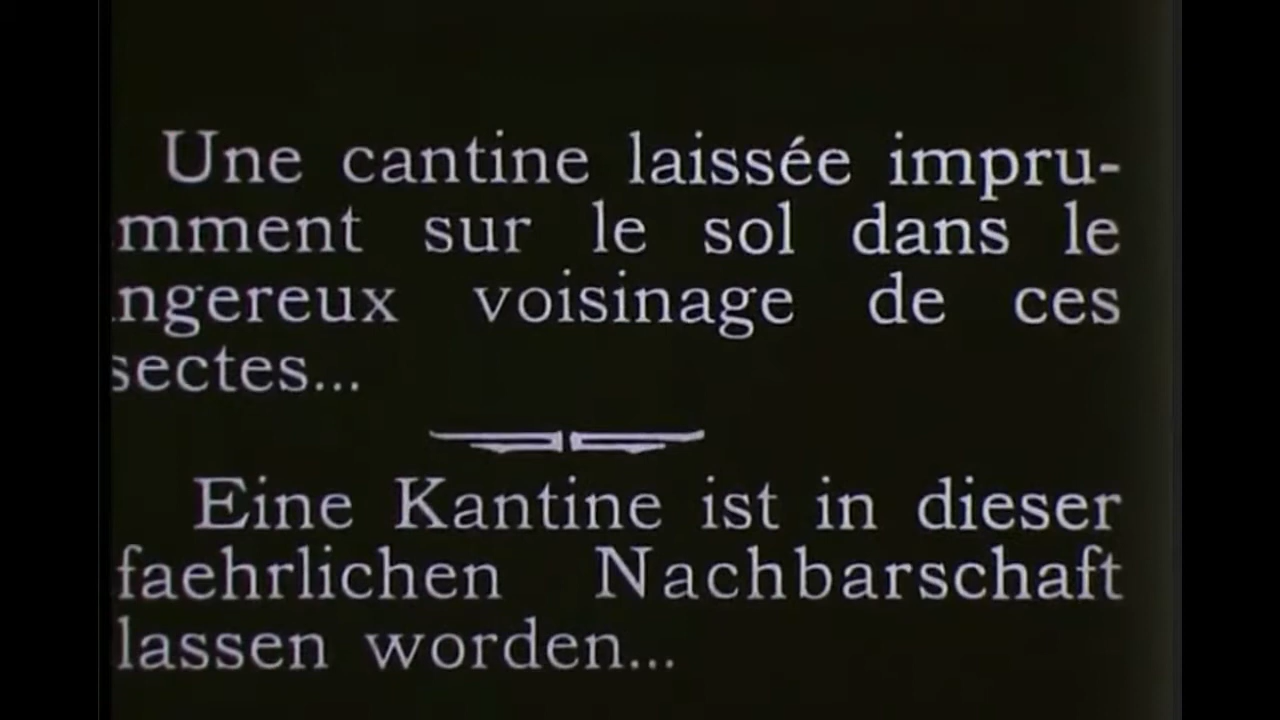 Une cantine laissée impru-
mment sur le sol dans le
ngereux voisinage de ces
sectes...
Eine Kantine ist in dieser
faehrlichen Nachbarschaft
lassen worden...